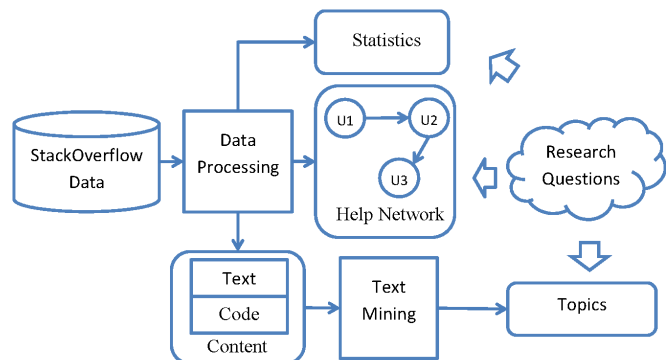 Statistics
StackOverflow
Data
Data
Processing
U1
U2
U3
Help Network
Research
Questions
Text
Code
Content
Text
Mining
Topics